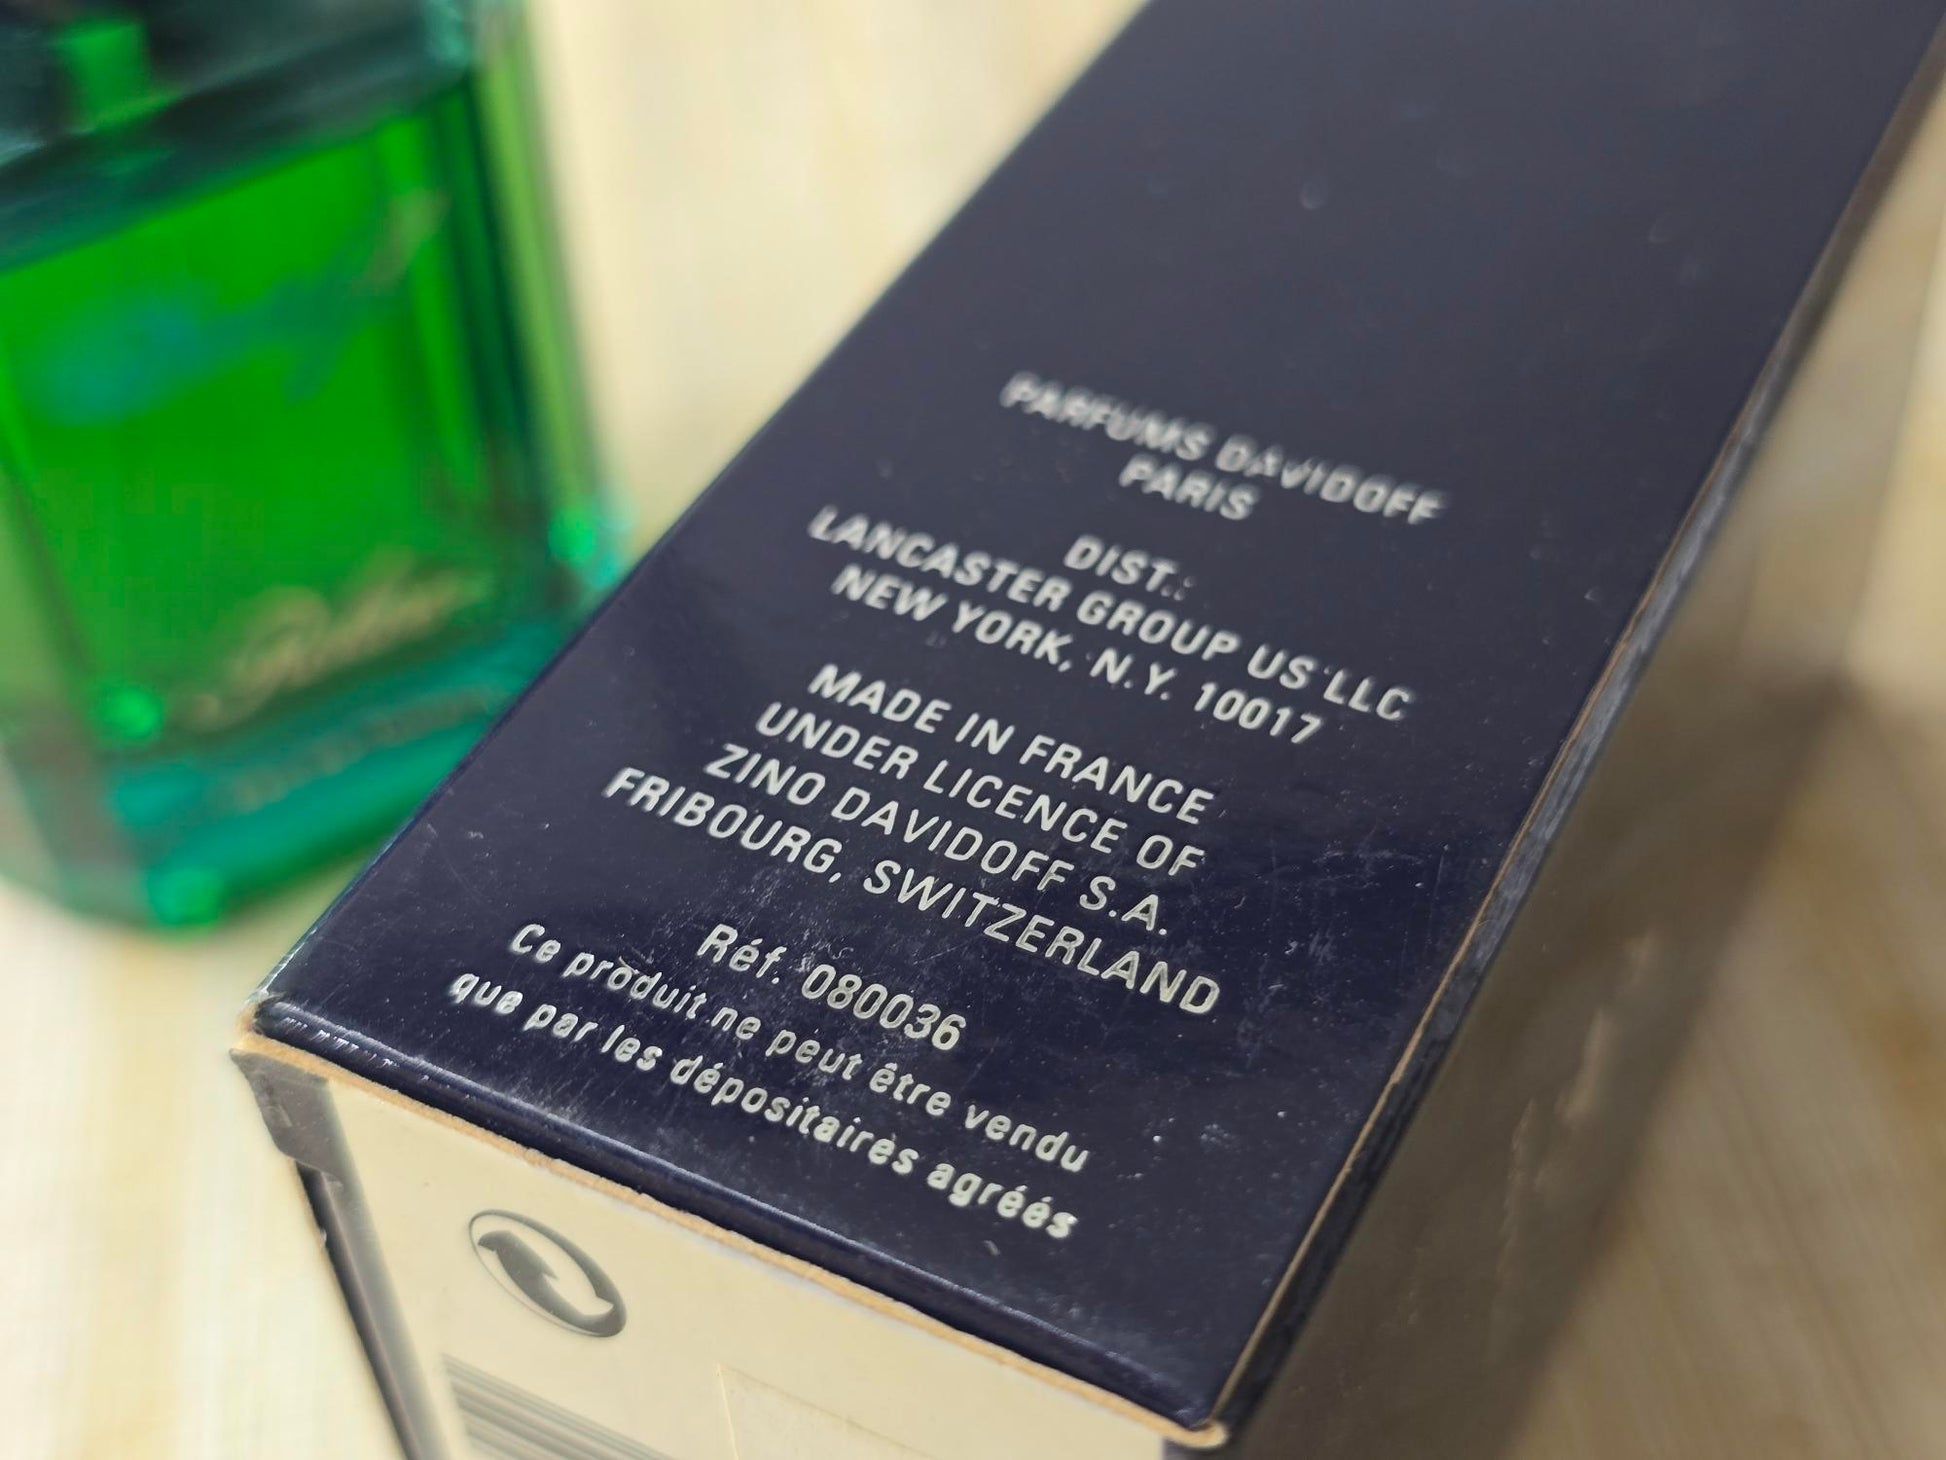 PARFUMS DAVIDOFF
PARIS
DIST.:
LANCASTER GROUP US LLC
NEW YORK, N.Y. 10017
MADE IN FRANCE
UNDER LICENCE OF
ZINO DAVIDOFF S.A.
FRIBOURG, SWITZERLAND
Réf. 080036
Ce produit ne peut être vendu
que par les dépositaires agréés